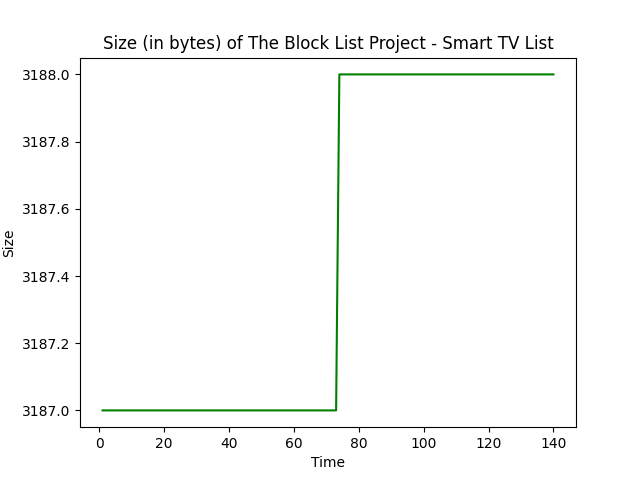 Size (in bytes) of The Block List Project - Smart TV List
3188.0
3187.8
3187.6
3187.4
3187.2
3187.0
Size
0 20 40 60 80 100 120 140
Time